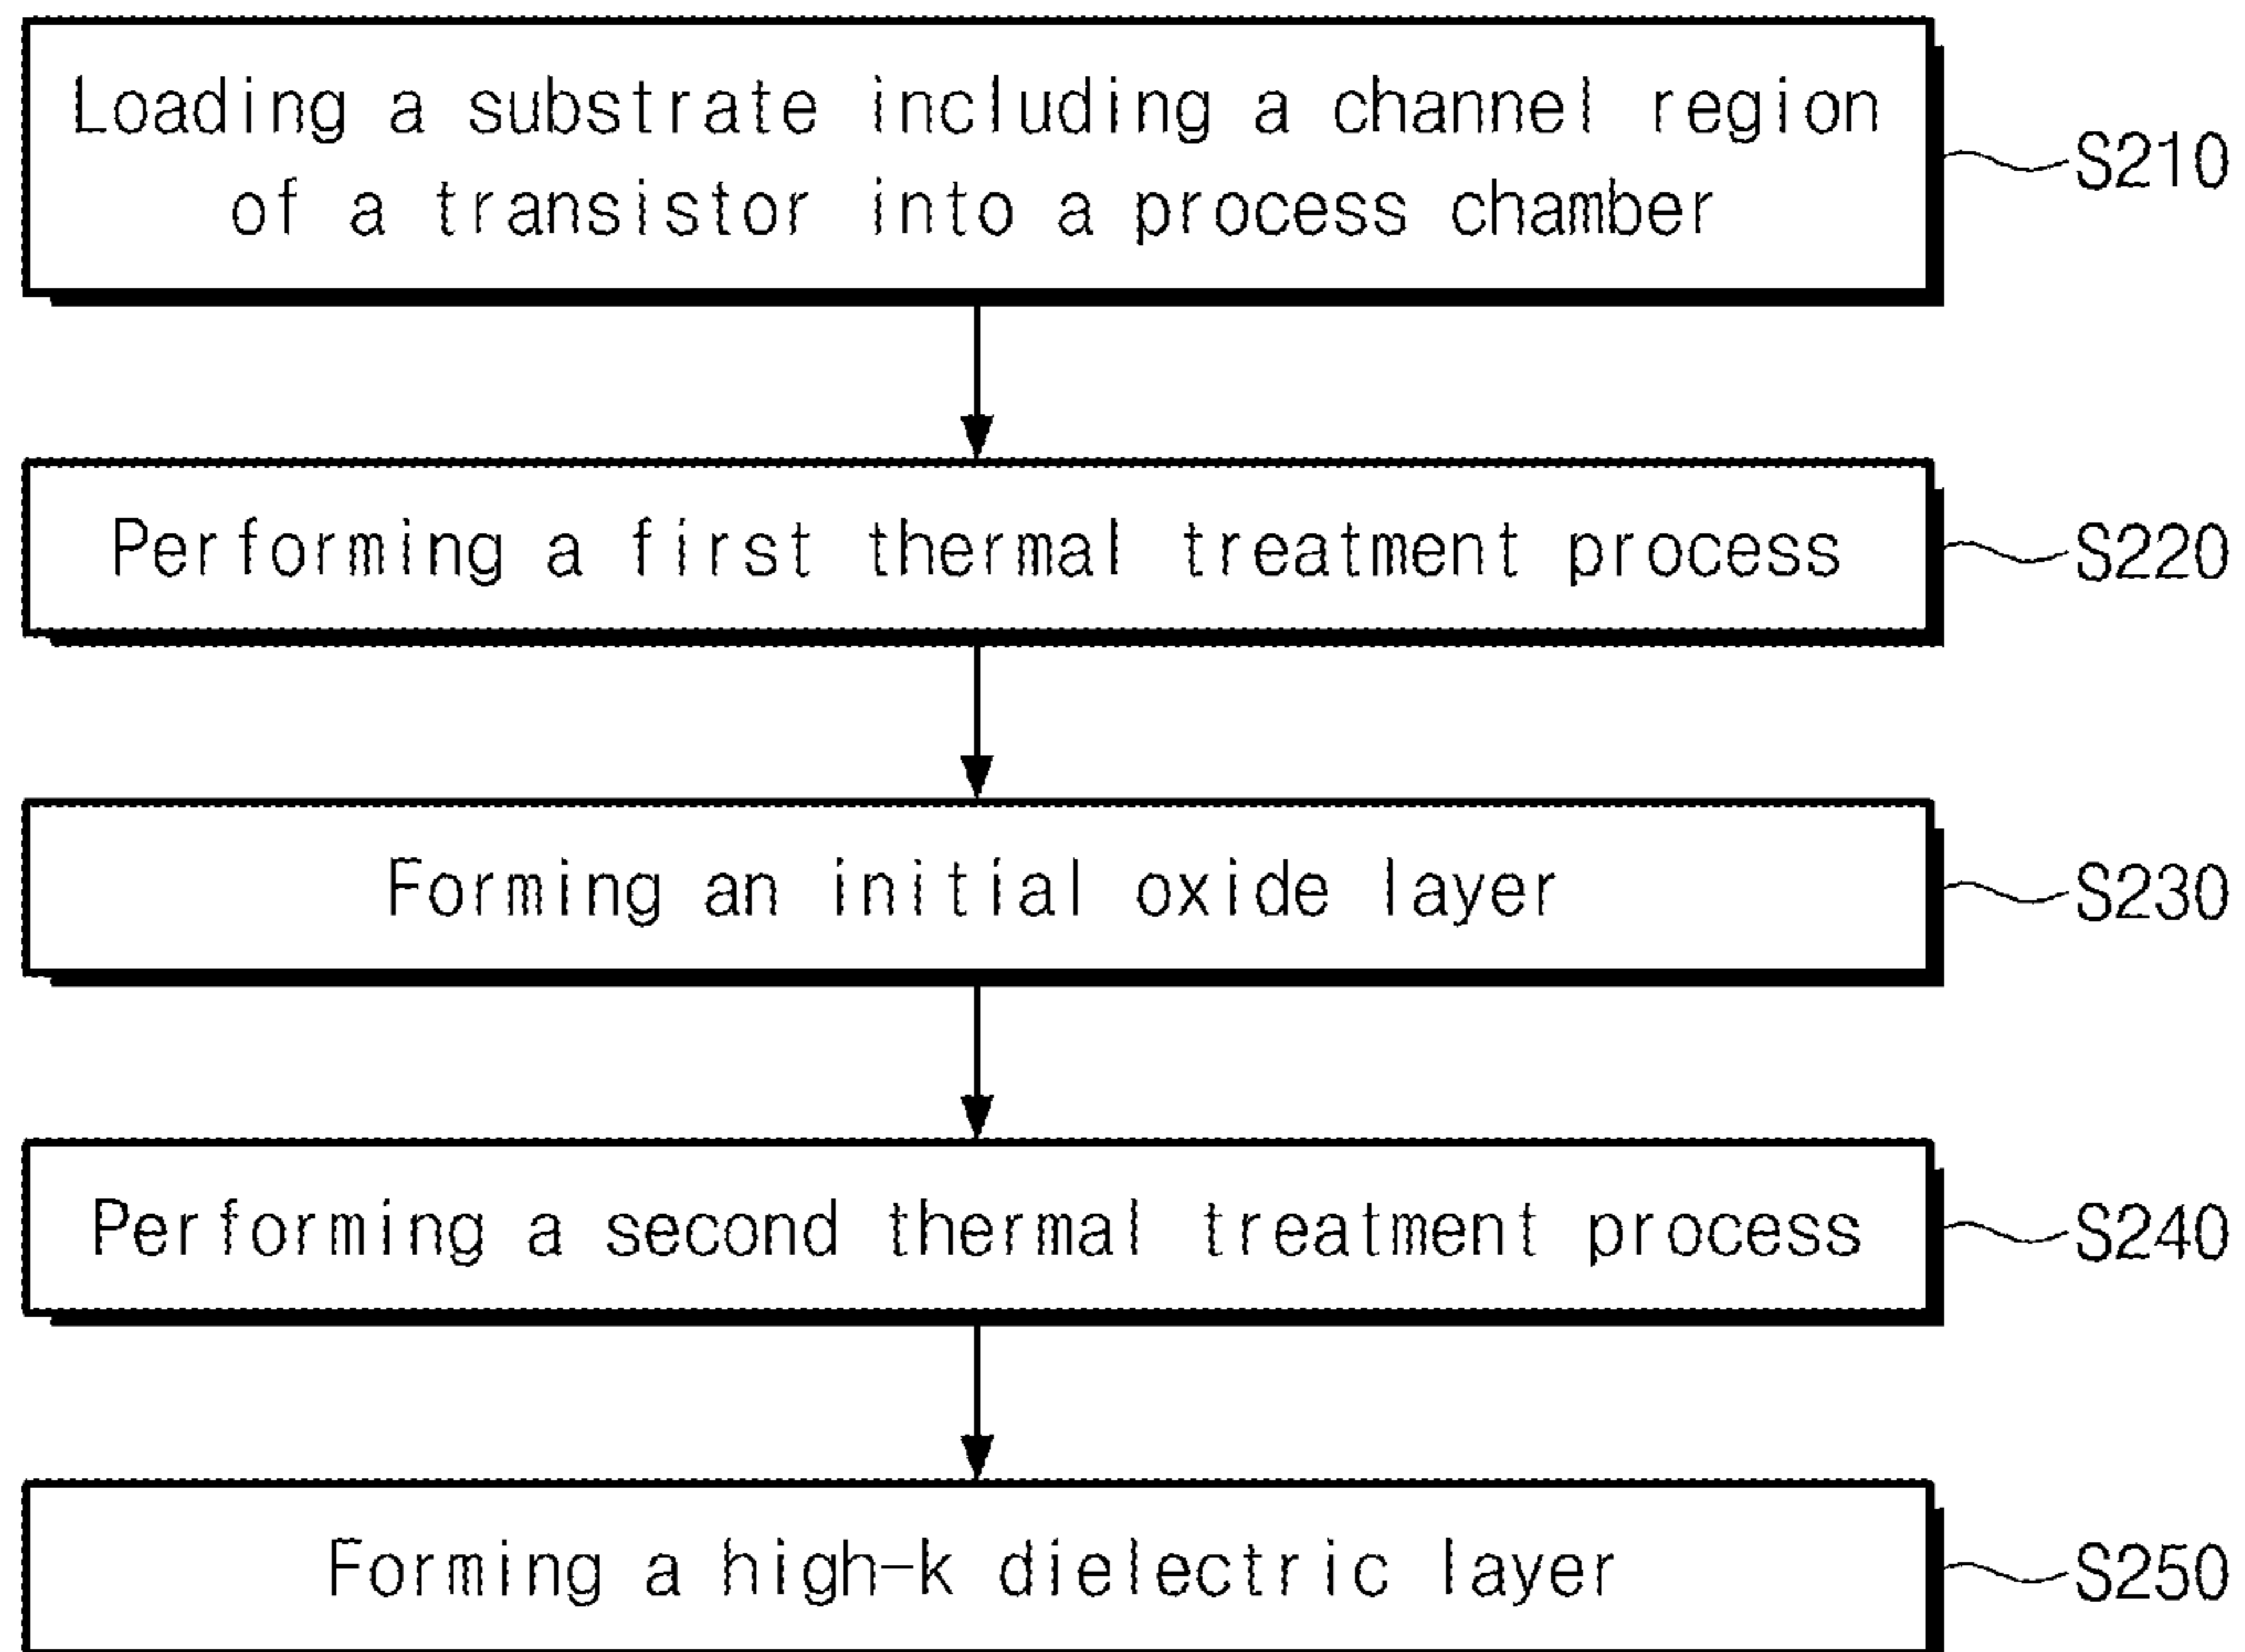 Loading a substrate including a channel region
of a transistor into a process chamber
S210
Performing a first thermal treatment process
S220
Forming an initial oxide layer
S230
Performing a second thermal treatment process
S240
Forming a high-k dielectric layer
S250